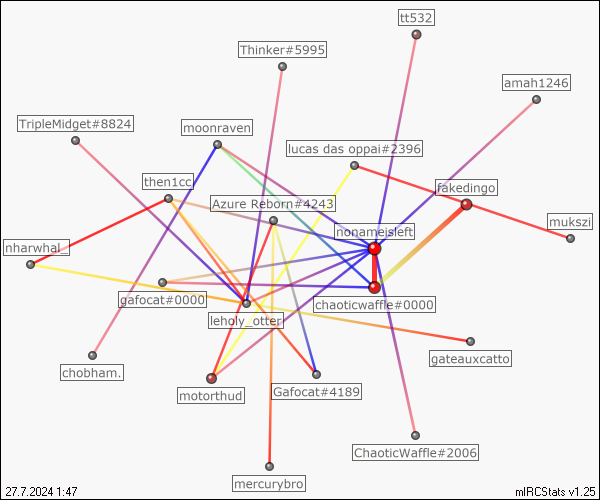 tt532
Thinker#5995
amah1246
TripleMidget#8824
moonraven
lucas das oppai#2396
then1cci
fakedingo
Azure Reborn#4243
mukszi
nonameisleft
nharwhal_
gafocat#0000
chaoticwaffle#0000
leholy_otter
gateauxcatto
chobham.
motorthud
Gafocat#4189
ChaoticWaffle#2006
mercurybro
27.7.2024 1:47
mIRCStats v1.25